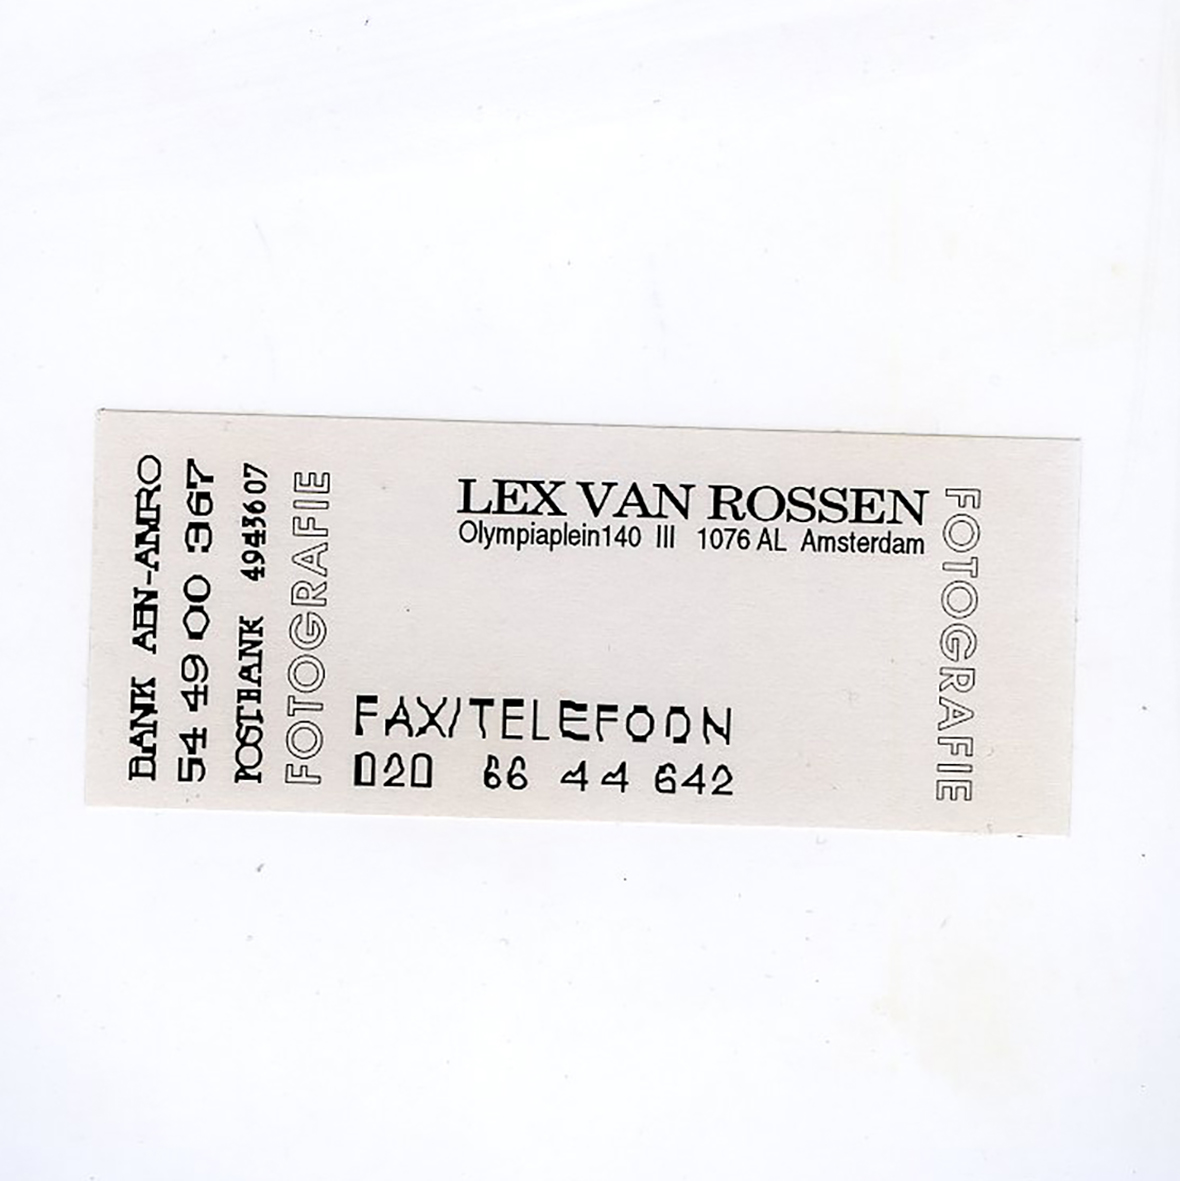 BANK ABN-AMRO
54 49 00 367
POSTBANK 4943607
FOTOGRAFIE
LEX VAN ROSSEN
Olympiaplein140 III 1076 AL Amsterdam
FAX/TELEFOON
020 66 44 642
FOTOGRAFIE